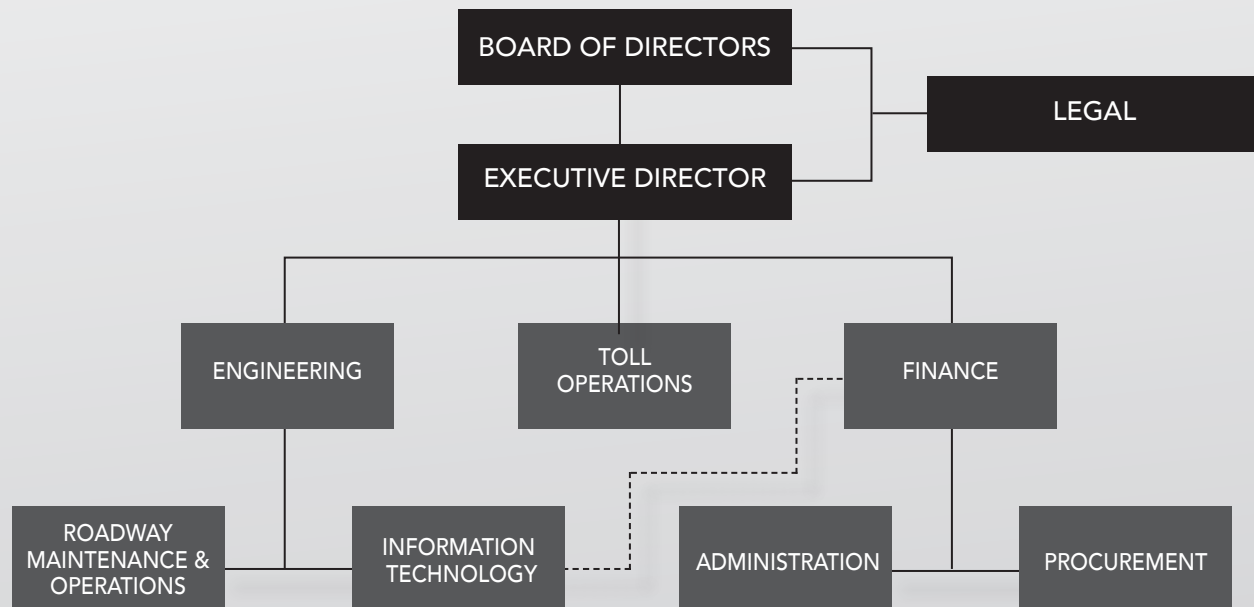 BOARD OF DIRECTORS
LEGAL
EXECUTIVE DIRECTOR
ENGINEERING
TOLL
OPERATIONS
FINANCE
ROADWAY
MAINTENANCE &
OPERATIONS
INFORMATION
TECHNOLOGY
ADMINISTRATION
PROCUREMENT